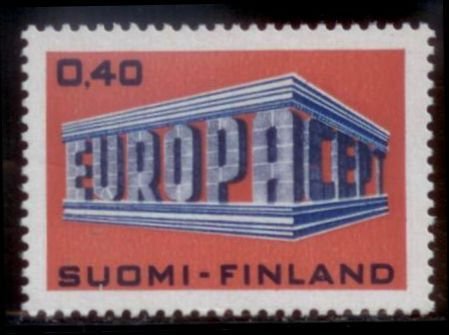 0,40
EUROPA CEPT
SUOMI-FINLAND